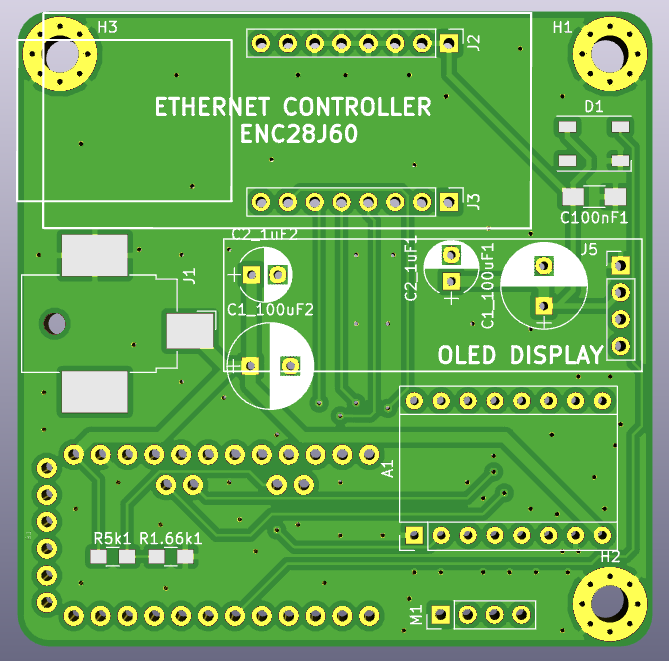 H3
H1
J2
ETHERNET CONTROLLER
ENC28J60
D1
J3
C100nF1
C2_1uF2
C2_1uF1
C1_100uF1
J5
J1
C1_100uF2
OLED DISPLAY
A1
R5k1
R1.66k1
H2
M1